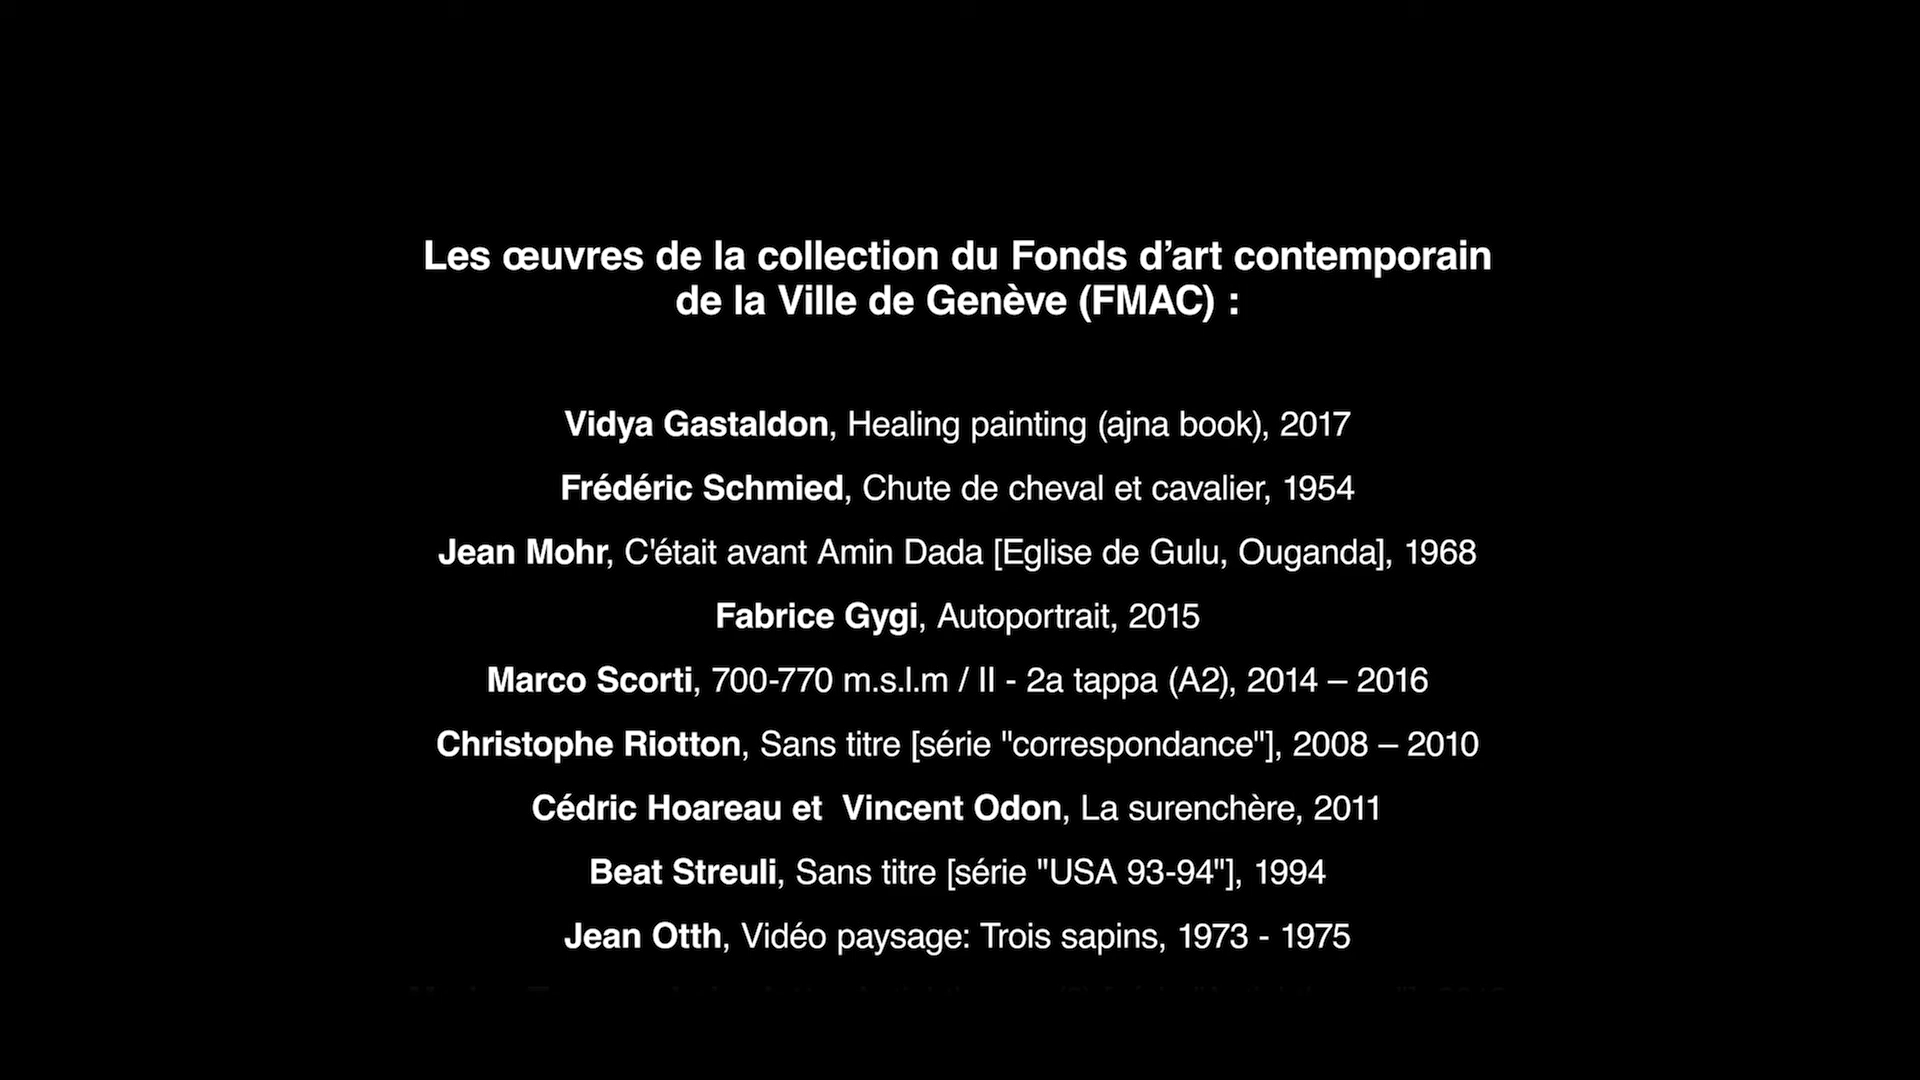 Les œuvres de la collection du Fonds d’art contemporain
de la Ville de Genève (FMAC) :
Vidya Gastaldon, Healing painting (ajna book), 2017
Frédéric Schmied, Chute de cheval et cavalier, 1954
Jean Mohr, C'était avant Amin Dada [Eglise de Gulu, Ouganda], 1968
Fabrice Gygi, Autoportrait, 2015
Marco Scorti, 700-770 m.s.l.m / II - 2a tappa (A2), 2014 – 2016
Christophe Riotton, Sans titre [série "correspondance"], 2008 – 2010
Cédric Hoareau et  Vincent Odon, La surenchère, 2011
Beat Streuli, Sans titre [série "USA 93-94"], 1994
Jean Otth, Vidéo paysage: Trois sapins, 1973 - 1975